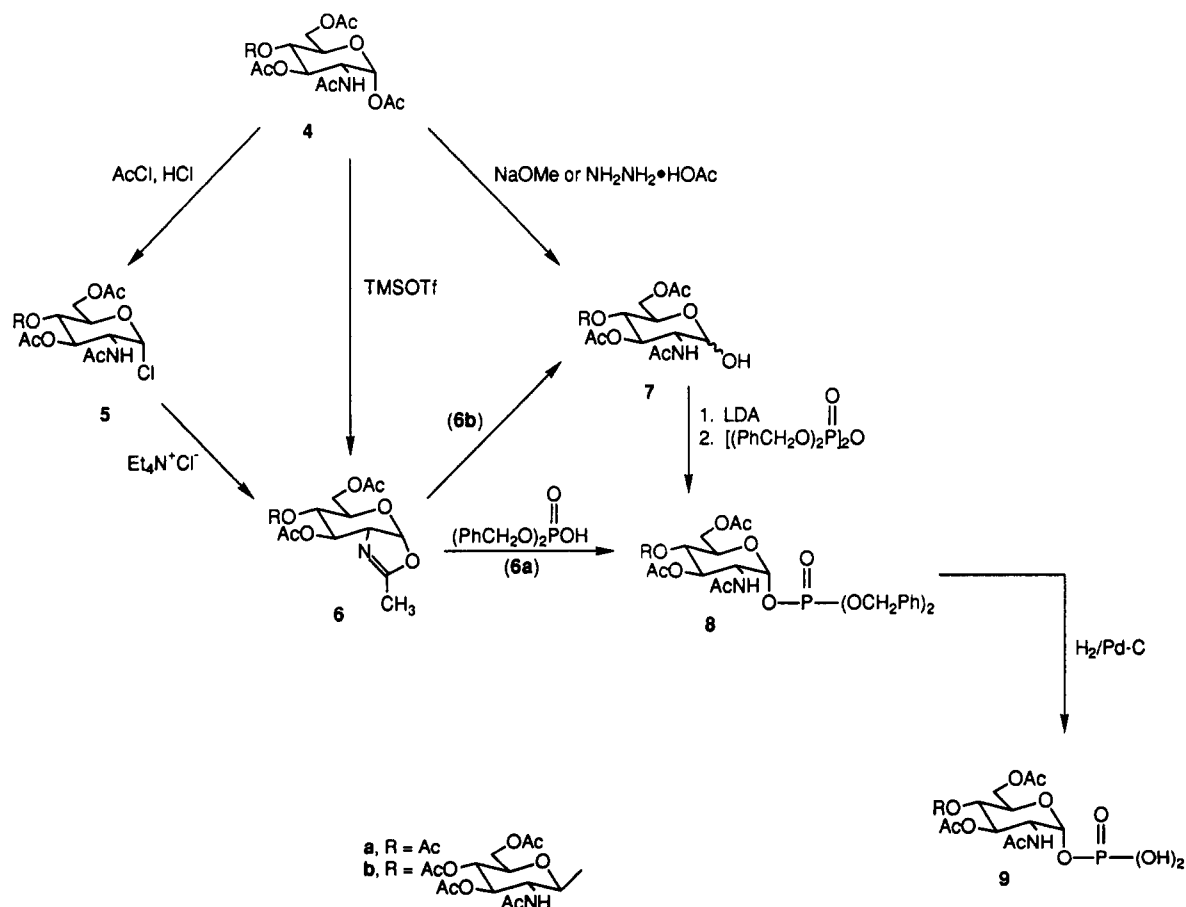 OAc
RO
O
AcO
AcNH
OAc
4
AcCl, HCl
TMSOTf
NaOMe or NH₂NH₂•HOAc
OAc
RO
O
AcO
AcNH
Cl
5
OAc
RO
O
AcO
AcNH
OH
7
Et₄N⁺Cl⁻
(6b)
1. LDA
O
2. [(PhCH₂O)₂P]₂O
OAc
RO
O
AcO
N
O
CH₃
6
O
(PhCH₂O)₂POH
(6a)
OAc
RO
O
AcO
AcNH
O
O—P—(OCH₂Ph)₂
8
H₂/Pd-C
OAc
RO
O
AcO
AcNH
O
O—P—(OH)₂
9
a, R = Ac
b, R =
OAc
AcO
O
AcO
AcNH